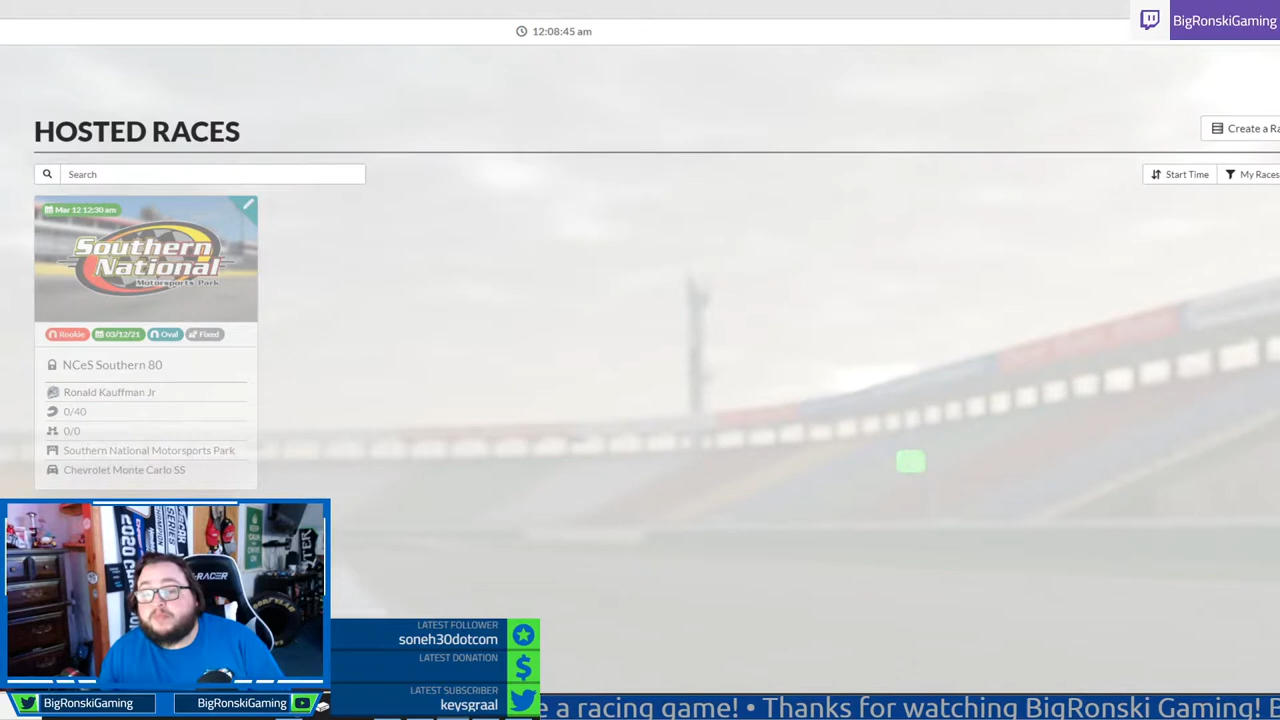 BigRonskiGaming
12:08:45 am
HOSTED RACES
Create a Ra
Search
Start Time
My Races
Mar 12 12:30 am
Southern
National
Motorsports Park
Rookie
03/12/21
Oval
Fixed
NCeS Southern 80
Ronald Kauffman Jr
0/40
0/0
Southern National Motorsports Park
Chevrolet Monte Carlo SS
LATEST FOLLOWER
soneh30dotcom
LATEST DONATION
LATEST SUBSCRIBER
keysgraal
BigRonskiGaming
BigRonskiGaming
e a racing game! • Thanks for watching BigRonski Gaming!